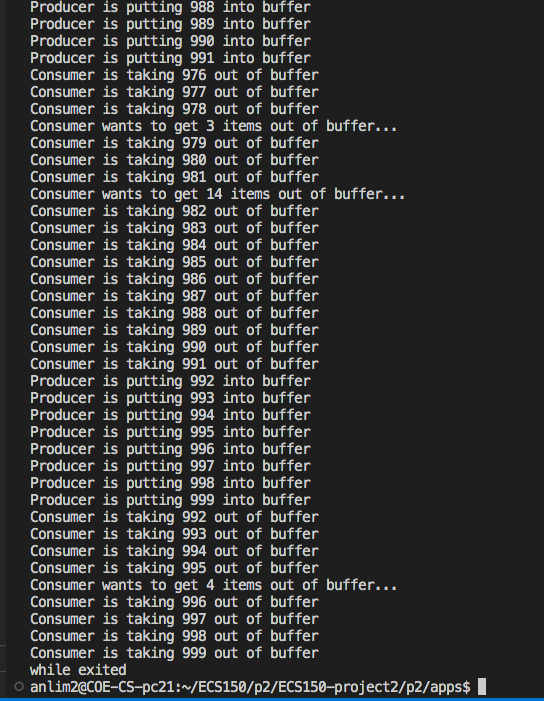 Producer is putting 988 into buffer
Producer is putting 989 into buffer
Producer is putting 990 into buffer
Producer is putting 991 into buffer
Consumer is taking 976 out of buffer
Consumer is taking 977 out of buffer
Consumer is taking 978 out of buffer
Consumer wants to get 3 items out of buffer...
Consumer is taking 979 out of buffer
Consumer is taking 980 out of buffer
Consumer is taking 981 out of buffer
Consumer wants to get 14 items out of buffer...
Consumer is taking 982 out of buffer
Consumer is taking 983 out of buffer
Consumer is taking 984 out of buffer
Consumer is taking 985 out of buffer
Consumer is taking 986 out of buffer
Consumer is taking 987 out of buffer
Consumer is taking 988 out of buffer
Consumer is taking 989 out of buffer
Consumer is taking 990 out of buffer
Consumer is taking 991 out of buffer
Producer is putting 992 into buffer
Producer is putting 993 into buffer
Producer is putting 994 into buffer
Producer is putting 995 into buffer
Producer is putting 996 into buffer
Producer is putting 997 into buffer
Producer is putting 998 into buffer
Producer is putting 999 into buffer
Consumer is taking 992 out of buffer
Consumer is taking 993 out of buffer
Consumer is taking 994 out of buffer
Consumer is taking 995 out of buffer
Consumer wants to get 4 items out of buffer...
Consumer is taking 996 out of buffer
Consumer is taking 997 out of buffer
Consumer is taking 998 out of buffer
Consumer is taking 999 out of buffer
while exited
anlim2@COE-CS-pc21:~/ECS150/p2/ECS150-project2/p2/apps$